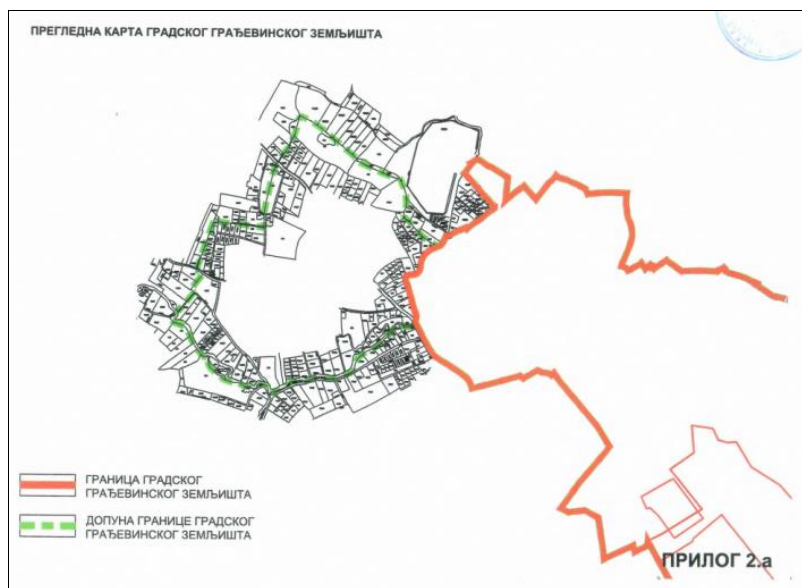 ПРЕГЛЕДНА КАРТА ГРАДСКОГ ГРАЂЕВИНСКОГ ЗЕМЉИШТА
ГРАНИЦА ГРАДСКОГ
ГРАЂЕВИНСКОГ ЗЕМЉИШТА
ДОПУНА ГРАНИЦЕ ГРАДСКОГ
ГРАЂЕВИНСКОГ ЗЕМЉИШТА
ПРИЛОГ 2.а